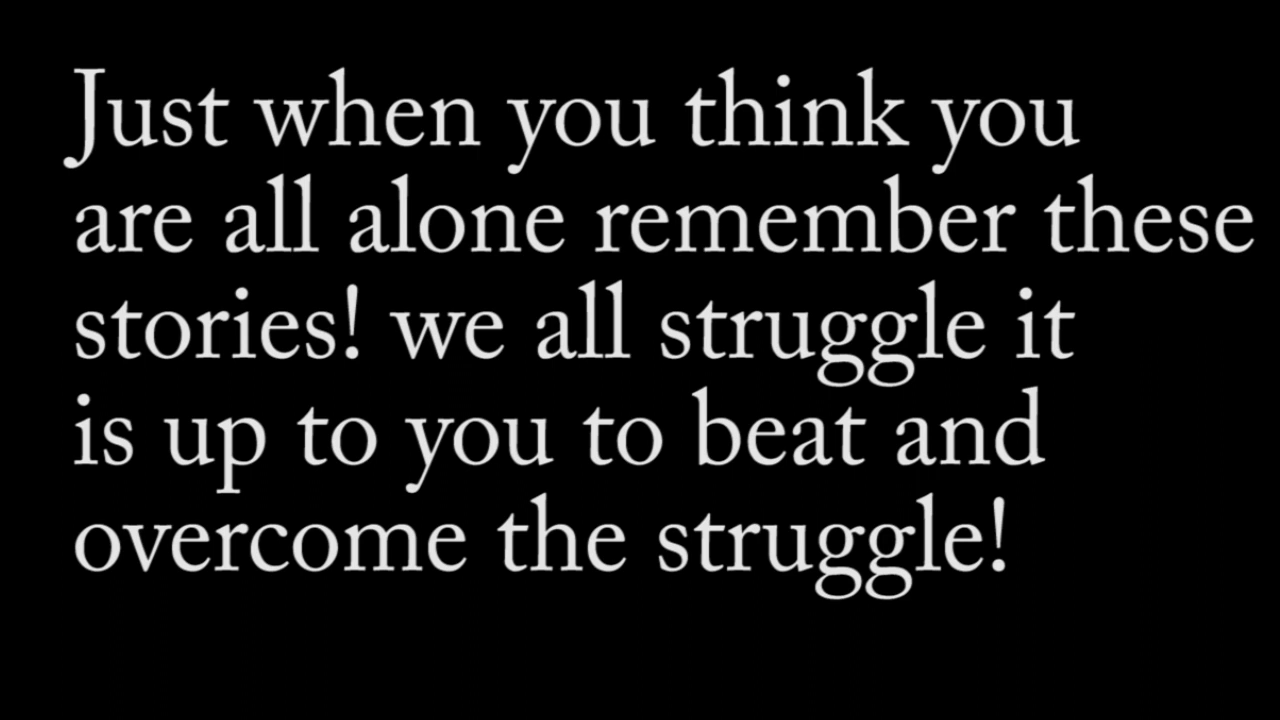 Just when you think you
are all alone remember these
stories! we all struggle it
is up to you to beat and
overcome the struggle!